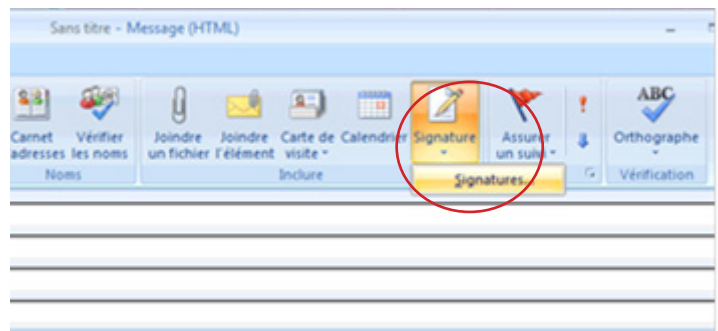 Sans titre - Message (HTML)
Carnet adresses
Vérifier les noms
Joindre un fichier
Joindre l'élément
Carte de visite
Calendrier
Signature
Assurer un suivi
ABC
Orthographe
Noms
Inclure
Signatures...
Vérification